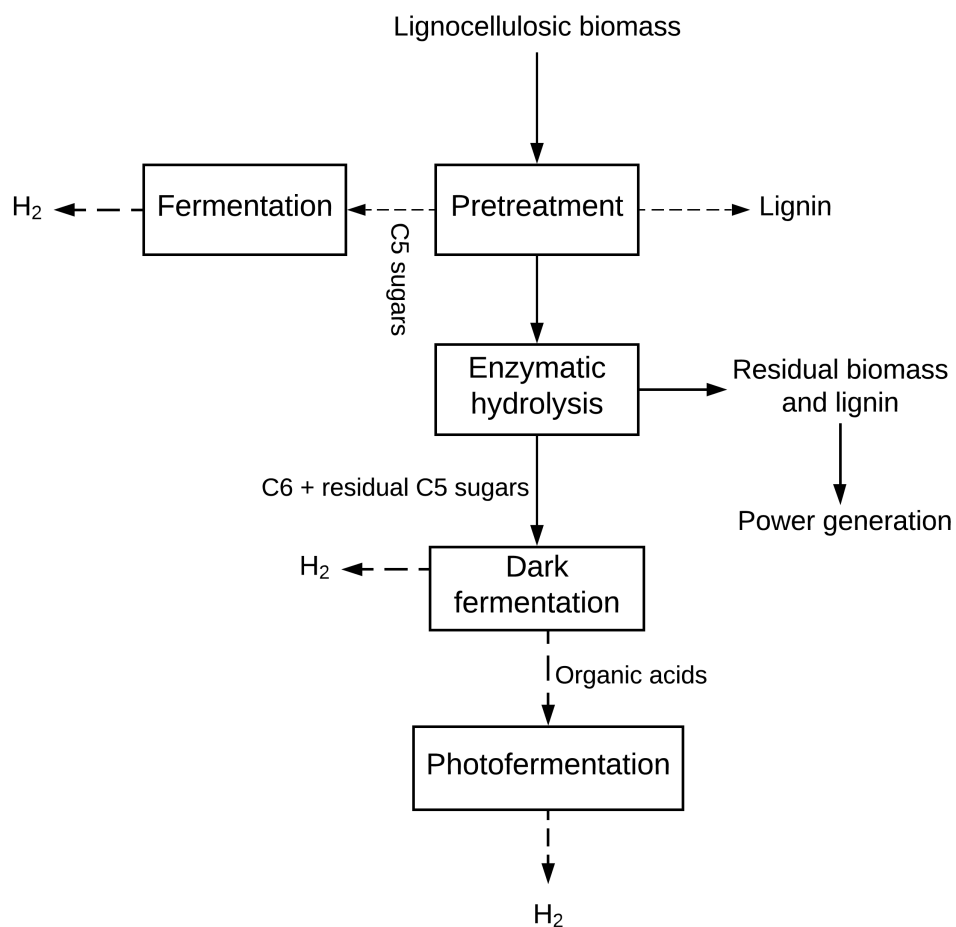 Lignocellulosic biomass
H₂
Fermentation
Pretreatment
Lignin
C5 sugars
Enzymatic
hydrolysis
Residual biomass
and lignin
C6 + residual C5 sugars
Power generation
H₂
Dark
fermentation
Organic acids
Photofermentation
H₂